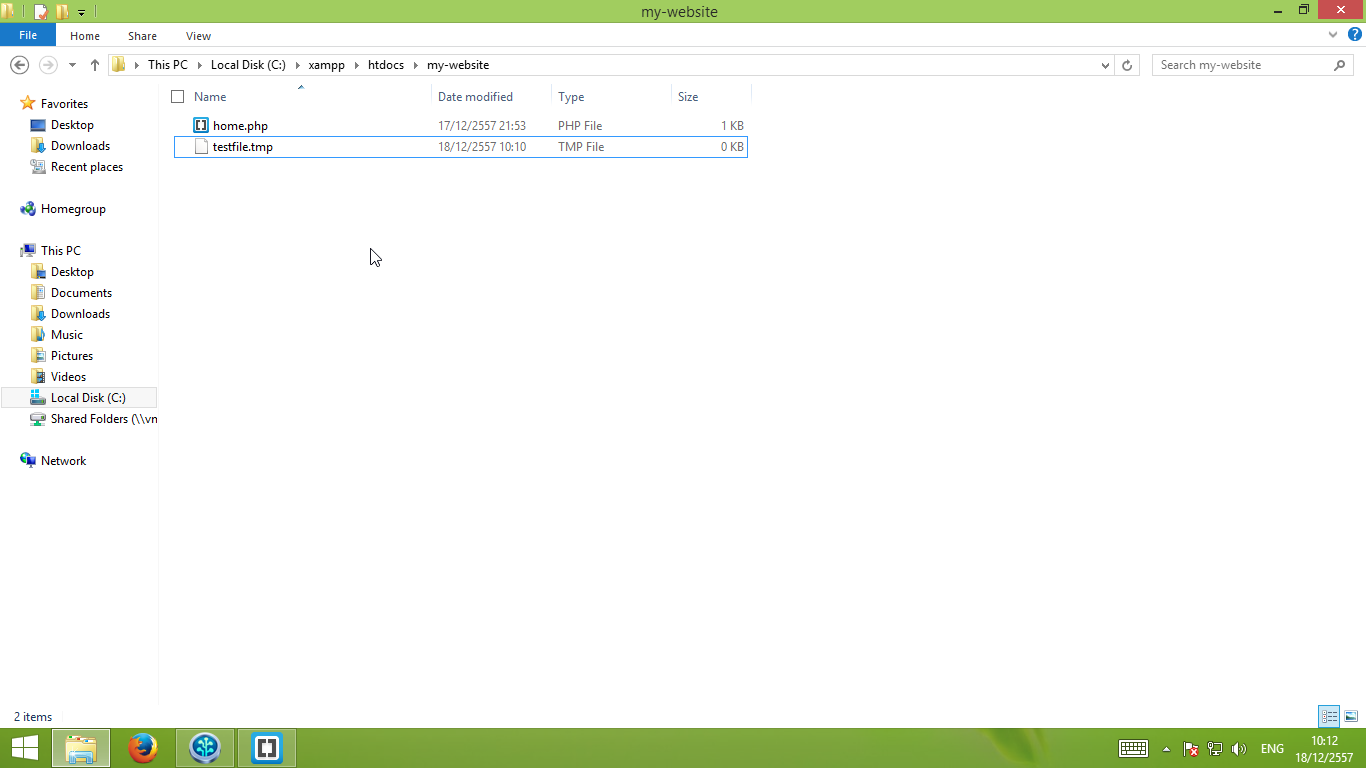 my-website
File Home Share View
This PC Local Disk (C:) xampp htdocs my-website Search my-website
Name Date modified Type Size
home.php 17/12/2557 21:53 PHP File 1 KB
testfile.tmp 18/12/2557 10:10 TMP File 0 KB
Favorites
Desktop
Downloads
Recent places
Homegroup
This PC
Desktop
Documents
Downloads
Music
Pictures
Videos
Local Disk (C:)
Shared Folders (\\vn
Network
2 items
ENG
10:12
18/12/2557